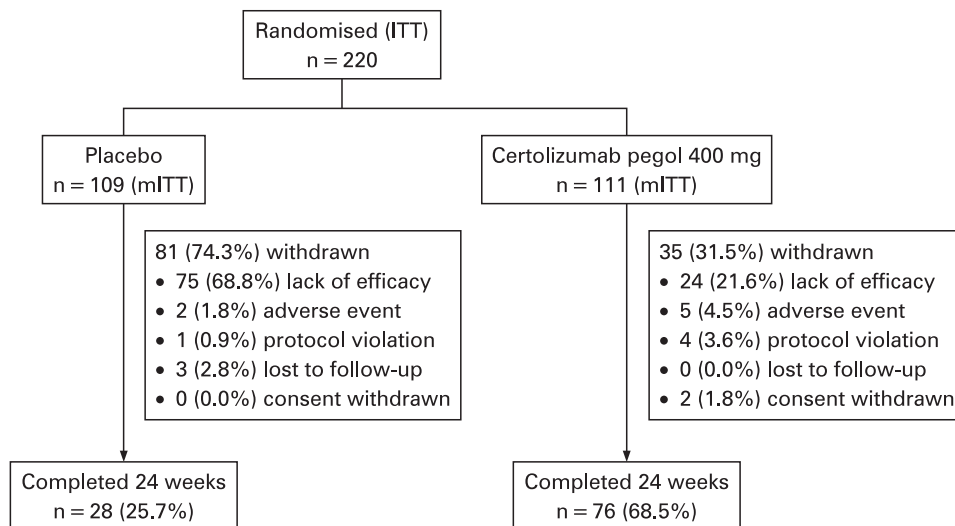 Randomised (ITT)
n = 220
Placebo
n = 109 (mITT)
Certolizumab pegol 400 mg
n = 111 (mITT)
81 (74.3%) withdrawn
• 75 (68.8%) lack of efficacy
• 2 (1.8%) adverse event
• 1 (0.9%) protocol violation
• 3 (2.8%) lost to follow-up
• 0 (0.0%) consent withdrawn
35 (31.5%) withdrawn
• 24 (21.6%) lack of efficacy
• 5 (4.5%) adverse event
• 4 (3.6%) protocol violation
• 0 (0.0%) lost to follow-up
• 2 (1.8%) consent withdrawn
Completed 24 weeks
n = 28 (25.7%)
Completed 24 weeks
n = 76 (68.5%)